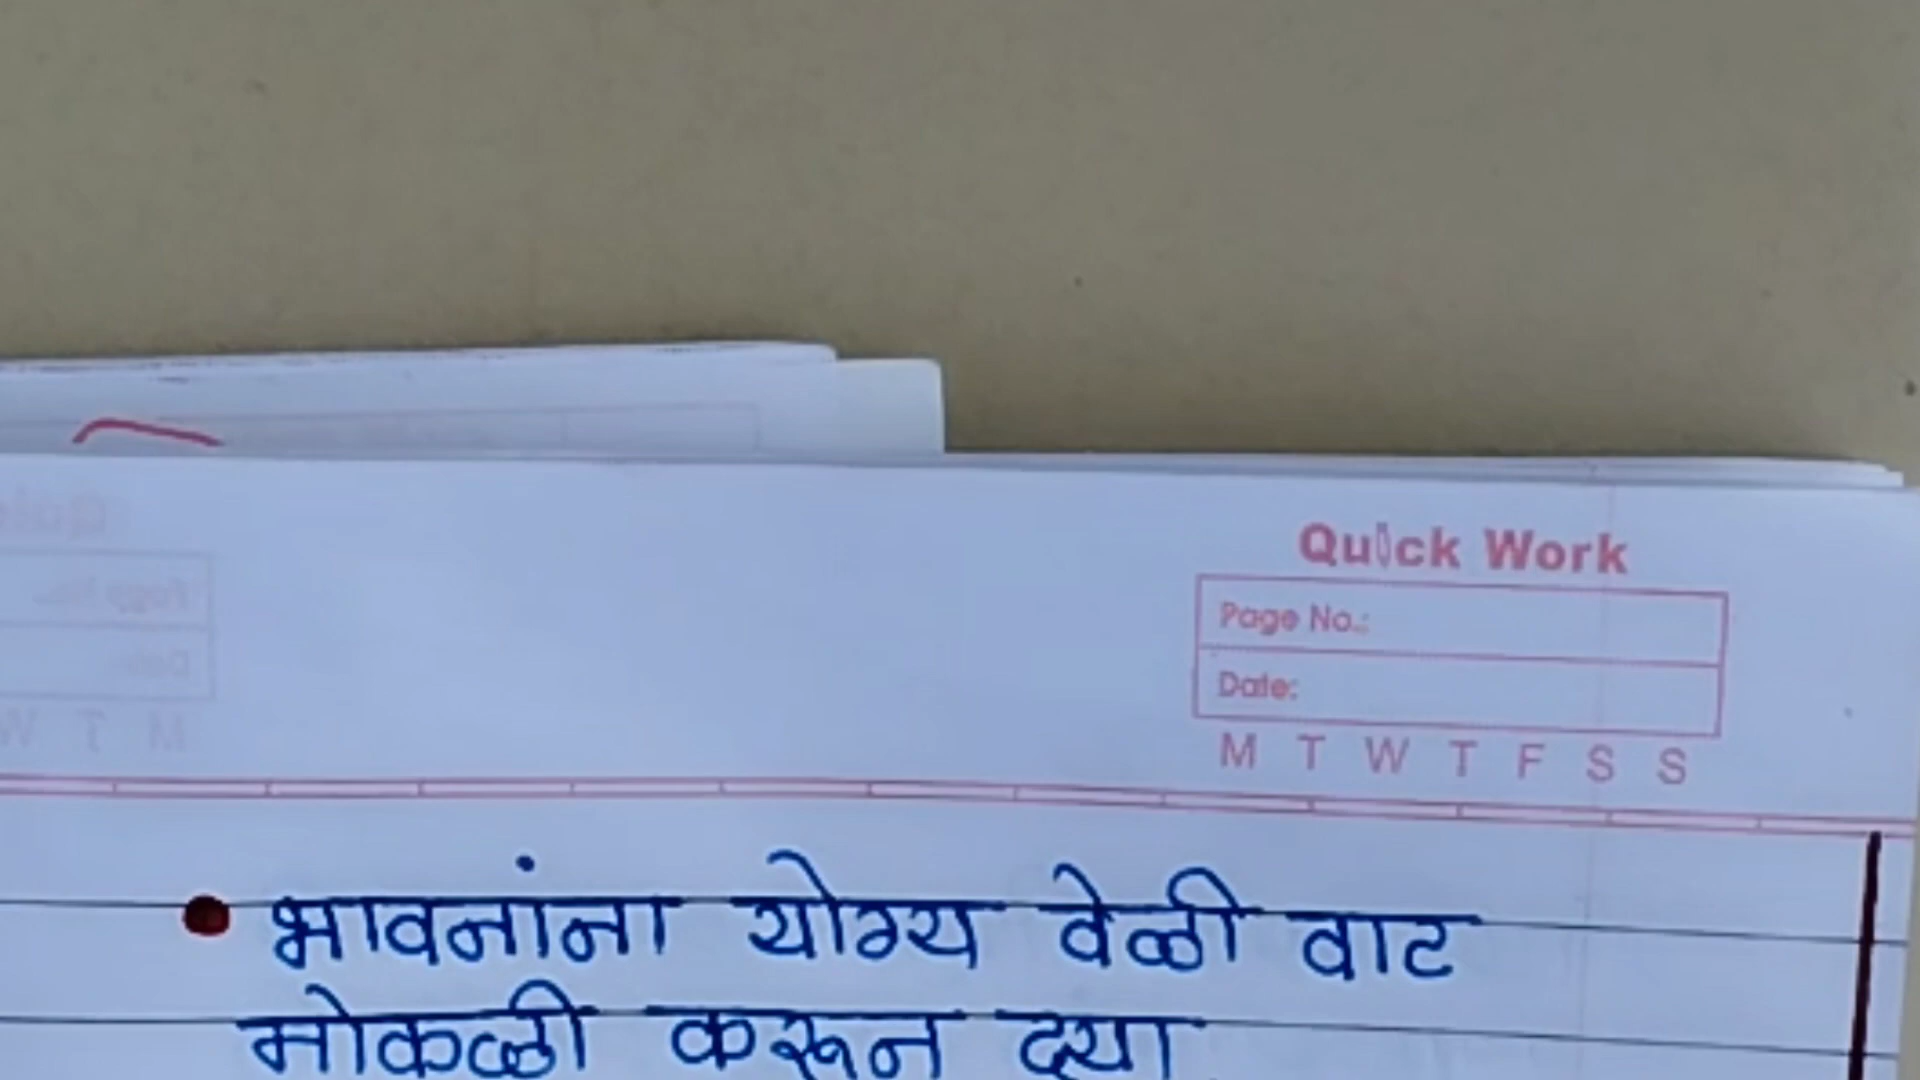 Quick Work
Page No.:
Date:
M T W T F S S
भावनांना योग्य वेळी वाट
मोकळी करून द्या